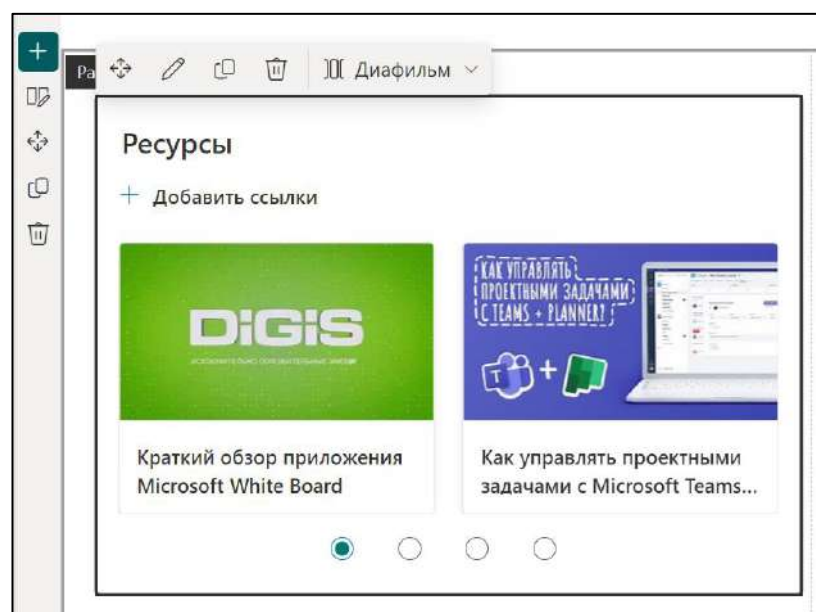 Ра
Диафильм
Ресурсы
Добавить ссылки
DiGiS
КАК УПРАВЛЯТЬ
ПРОЕКТНЫМИ ЗАДАЧАМИ
С TEAMS + PLANNER?
Краткий обзор приложения
Microsoft White Board
Как управлять проектными
задачами с Microsoft Teams...